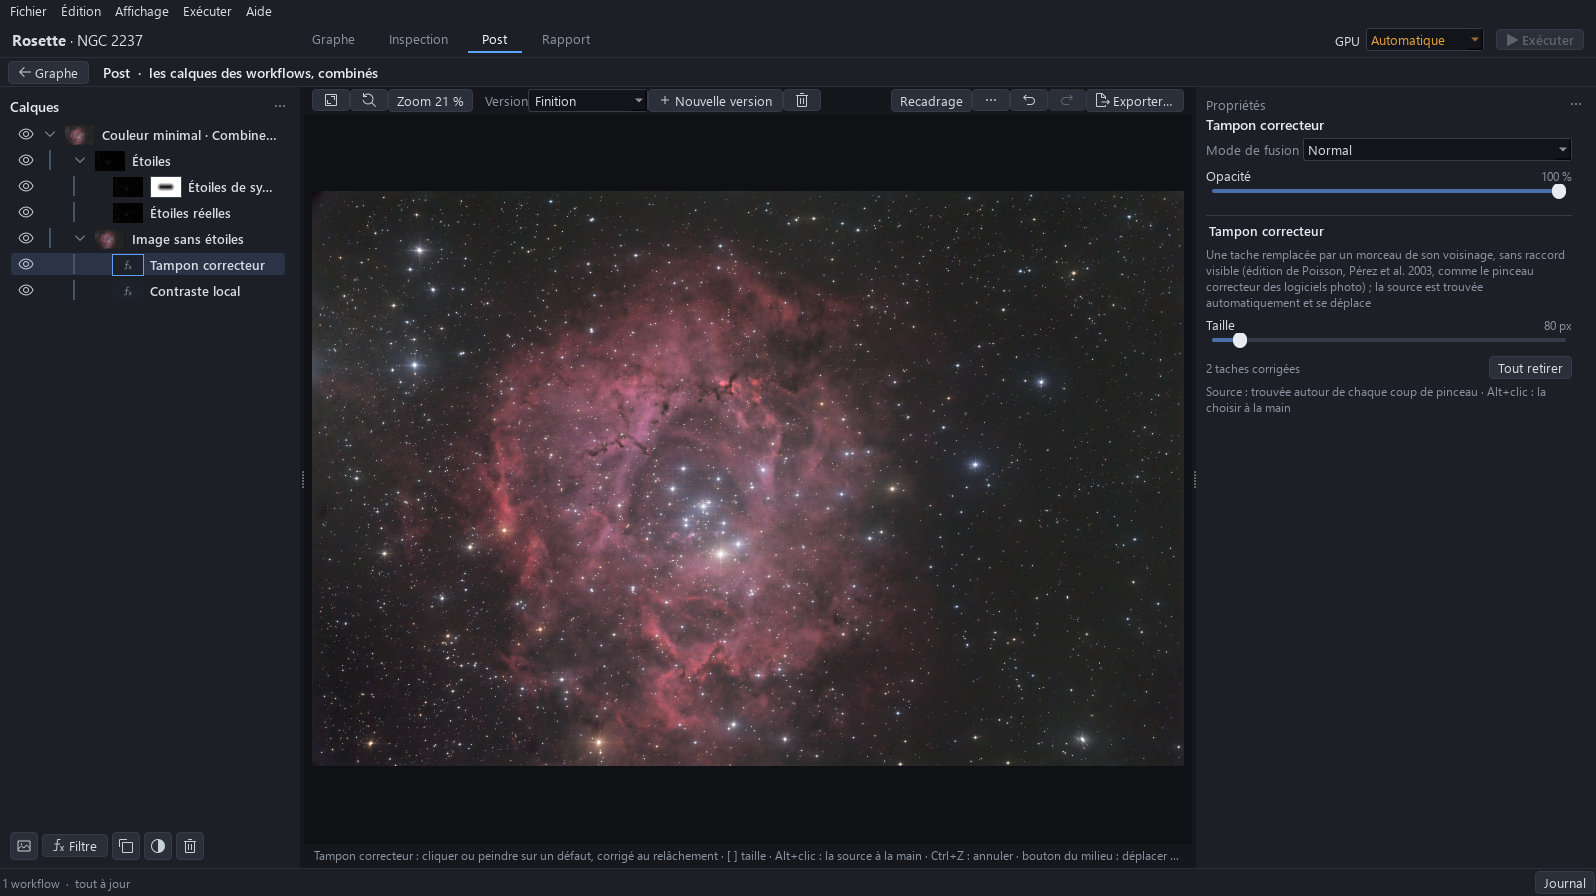 Fichier Édition Affichage Exécuter Aide
Rosette · NGC 2237
Graphe Inspection Post Rapport
GPU Automatique Exécuter
Graphe Post · les calques des workflows, combinés
Calques ...
Zoom 21 % Version Finition + Nouvelle version Recadrage ... Exporter...
Couleur minimal · Combine...
Étoiles
Étoiles de sy...
Étoiles réelles
Image sans étoiles
fx Tampon correcteur
fx Contraste local
fx Filtre
Propriétés ...
Tampon correcteur
Mode de fusion Normal
Opacité 100 %
Tampon correcteur
Une tache remplacée par un morceau de son voisinage, sans raccord
visible (édition de Poisson, Pérez et al. 2003, comme le pinceau
correcteur des logiciels photo) ; la source est trouvée
automatiquement et se déplace
Taille 80 px
2 taches corrigées Tout retirer
Source : trouvée autour de chaque coup de pinceau · Alt+clic : la
choisir à la main
Tampon correcteur : cliquer ou peindre sur un défaut, corrigé au relâchement · [ ] taille · Alt+clic : la source à la main · Ctrl+Z : annuler · bouton du milieu : déplacer ...
1 workflow · tout à jour
Journal